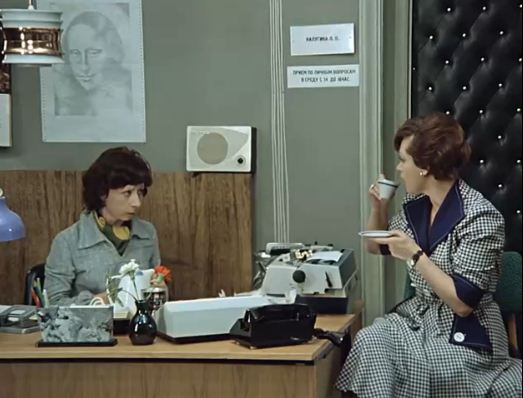 КАЛУГИНА Л. П.
ПРИЕМ ПО ЛИЧНЫМ ВОПРОСАМ
В СРЕДУ С 14 ДО 16 ЧАС